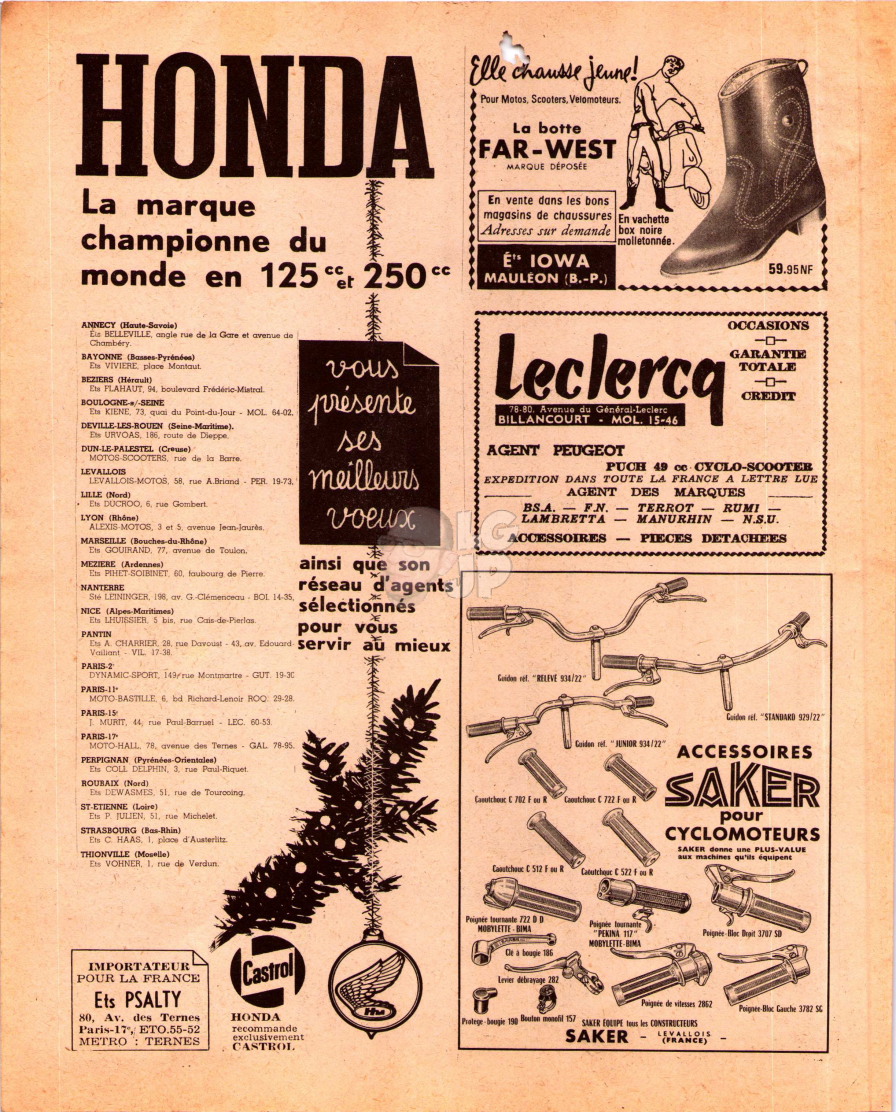 HONDA
La marque
championne du
monde en 125cc et 250cc
ANNECY (Haute-Savoie)
Ets BELLEVILLE, angle rue de la Gare et avenue de
Chambéry.
BAYONNE (Basses-Pyrénées)
Ets VIVIERE, place Montaut.
BEZIERS (Hérault)
Ets FLAHAUT, 94, boulevard Frédéric-Mistral.
BOULOGNE-s/-SEINE
Ets KIENE, 73, quai du Point-du-Jour - MOL. 64-02.
DEVILLE-LES-ROUEN (Seine-Maritime).
Ets URVOAS, 186, route de Dieppe.
DUN-LE-PALESTEL (Creuse)
MOTOS-SCOOTERS, rue de la Barre.
LEVALLOIS
LEVALLOIS-MOTOS, 58, rue A.Briand - PER. 19-73.
LILLE (Nord)
Ets DUCROO, 6, rue Gombert.
LYON (Rhône)
ALEXIS-MOTOS, 3 et 5, avenue Jean-Jaurès.
MARSEILLE (Bouches-du-Rhône)
Ets GOUIRAND, 77, avenue de Toulon.
MEZIERE (Ardennes)
Ets PIHET-SOIBINET, 60, faubourg de Pierre.
NANTERRE
Sté LEININGER, 198, av. G.-Clémenceau - BOI. 14-35.
NICE (Alpes-Maritimes)
Ets LHUISSIER, 5 bis, rue Cais-de-Pierlas.
PANTIN
Ets A. CHARRIER, 28, rue Davoust - 43, av. Edouard-
Vaillant - VIL. 17-38.
PARIS-2e
DYNAMIC-SPORT, 149, rue Montmartre - GUT. 19-30
PARIS-11e
MOTO-BASTILLE, 6, bd Richard-Lenoir ROQ. 29-28.
PARIS-15e
J. MURIT, 44, rue Paul-Barruel - LEC. 60-53.
PARIS-17e
MOTO-HALL, 78, avenue des Ternes - GAL. 78-95.
PERPIGNAN (Pyrénées-Orientales)
Ets COLL DELPHIN, 3, rue Paul-Riquet.
ROUBAIX (Nord)
Ets DEWASMES, 51, rue de Tourcoing.
ST-ETIENNE (Loire)
Ets P. JULIEN, 51, rue Michelet.
STRASBOURG (Bas-Rhin)
Ets C. HAAS, 1, place d'Austerlitz.
THIONVILLE (Moselle)
Ets VOHNER, 1, rue de Verdun.
vous
présente
ses
meilleurs
voeux
ainsi que son
réseau d'agents
sélectionnés
pour vous
servir au mieux
IMPORTATEUR
POUR LA FRANCE
Ets PSALTY
80, Av. des Ternes
Paris-17e, ETO.55-52
METRO : TERNES
Castrol
HONDA
recommande
exclusivement
CASTROL
HM
Elle chausse jeune!
Pour Motos, Scooters, Vélomoteurs.
La botte
FAR-WEST
MARQUE DÉPOSÉE
En vente dans les bons
magasins de chaussures
Adresses sur demande
Éts IOWA
MAULÉON (B.-P.)
En vachette
box noire
molletonnée.
59.95 NF
Leclercq
78-80, Avenue du Général-Leclerc
BILLANCOURT - MOL. 15-46
OCCASIONS
GARANTIE
TOTALE
CREDIT
AGENT PEUGEOT
PUCH 49 cc CYCLO-SCOOTER
EXPEDITION DANS TOUTE LA FRANCE A LETTRE LUE
AGENT DES MARQUES
BS.A. — F.N. — TERROT — RUMI —
LAMBRETTA — MANURHIN — N.S.U.
ACCESSOIRES — PIECES DETACHEES
Guidon réf. "RELEVÉ 934/22"
Guidon réf. "STANDARD 929/22"
Guidon réf. "JUNIOR 934/22"
Caoutchouc C 702 F ou R
Caoutchouc C 722 F ou R
Caoutchouc C 512 F ou R
Caoutchouc C 522 F ou R
ACCESSOIRES
SAKER
pour
CYCLOMOTEURS
SAKER donne une PLUS-VALUE
aux machines qu'ils équipent
Poignée tournante 722 D D
MOBYLETTE-BIMA
Poignée tournante
"PEKINA 117"
MOBYLETTE-BIMA
Poignée-Bloc Droit 3707 SD
Clé à bougie 186
Levier débrayage 282
Poignée de vitesses 2862
Poignée-Bloc Gauche 3782 SG
Protege-bougie 190
Bouton monofil 157
SAKER ÉQUIPE tous les CONSTRUCTEURS
SAKER - LEVALLOIS (FRANCE) -